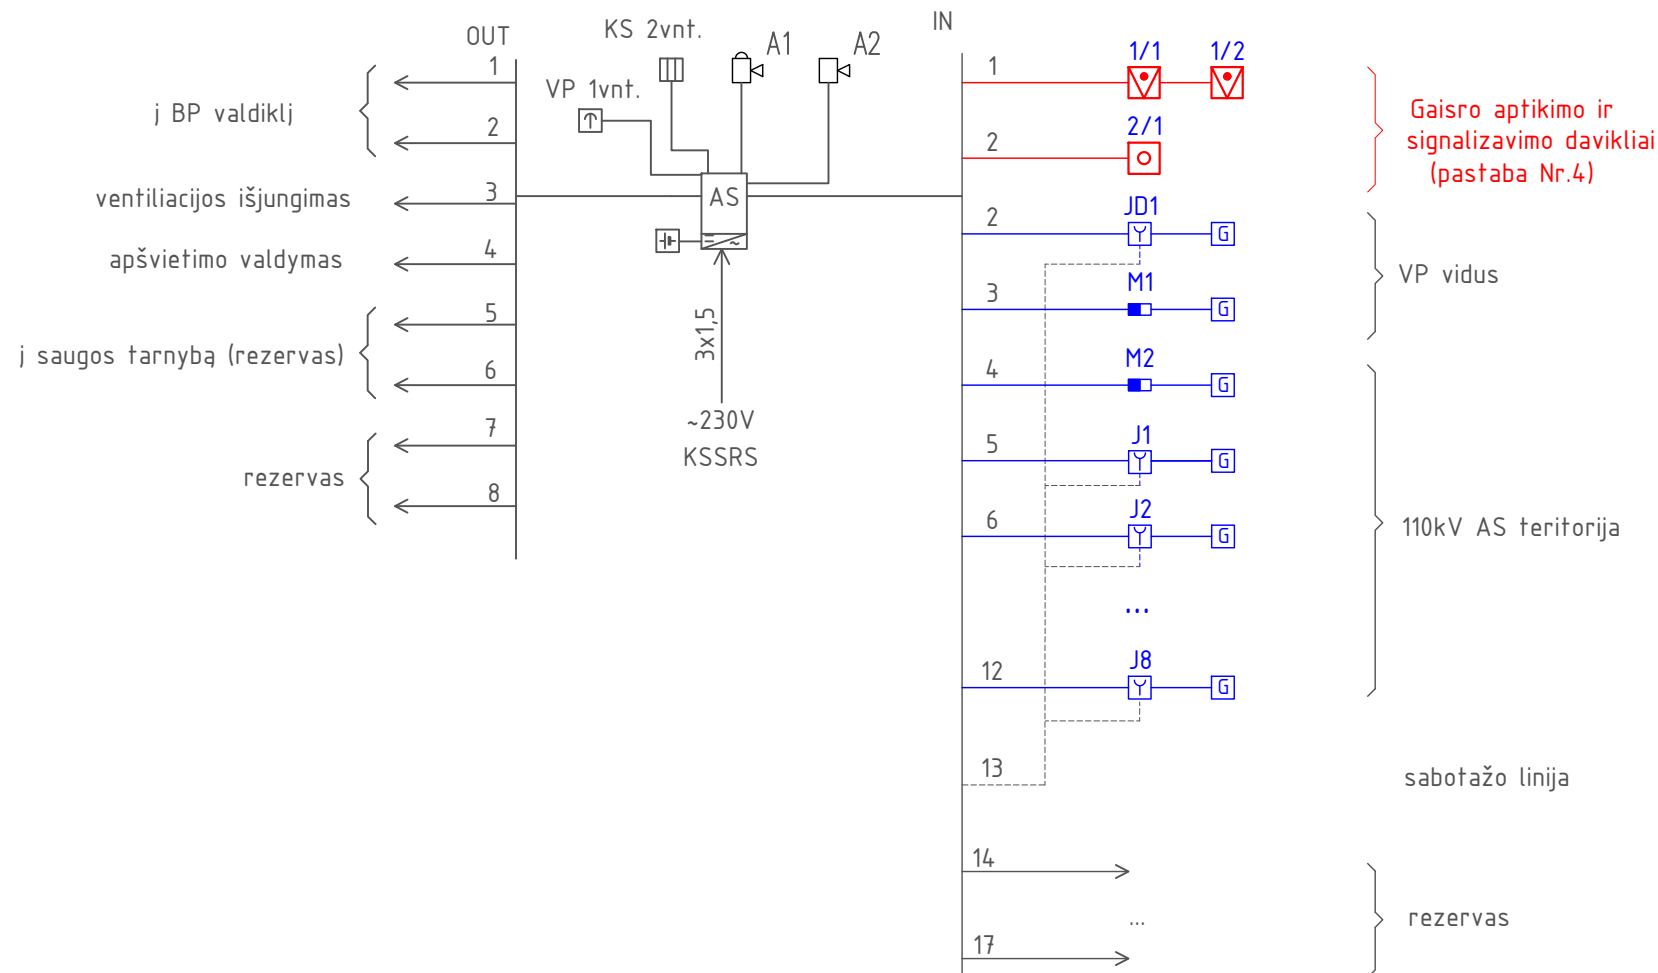 OUT
1
į BP valdiklį
2
3
ventiliacijos išjungimas
4
apšvietimo valdymas
5
į saugos tarnybą (rezervas)
6
7
rezervas
8
KS 2vnt.
A1
A2
VP 1vnt.
AS
3x1,5
~230V
KSSRS
IN
1
1/1
1/2
Gaisro aptikimo ir
signalizavimo davikliai
(pastaba Nr.4)
2
2/1
2
JD1
G
VP vidus
3
M1
G
4
M2
G
5
J1
G
6
J2
G
110kV AS teritorija
...
12
J8
G
13
sabotažo linija
14
...
rezervas
17